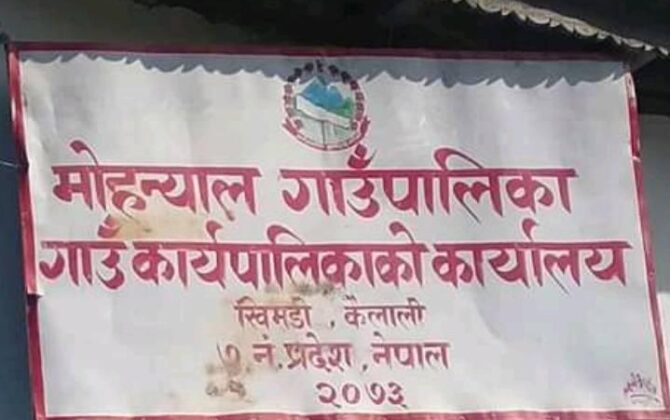 मोहन्याल गाउँपालिका
गाउँ कार्यपालिकाको कार्यालय
खिमडी , कैलाली
७ नं. प्रदेश , नेपाल
२०७३